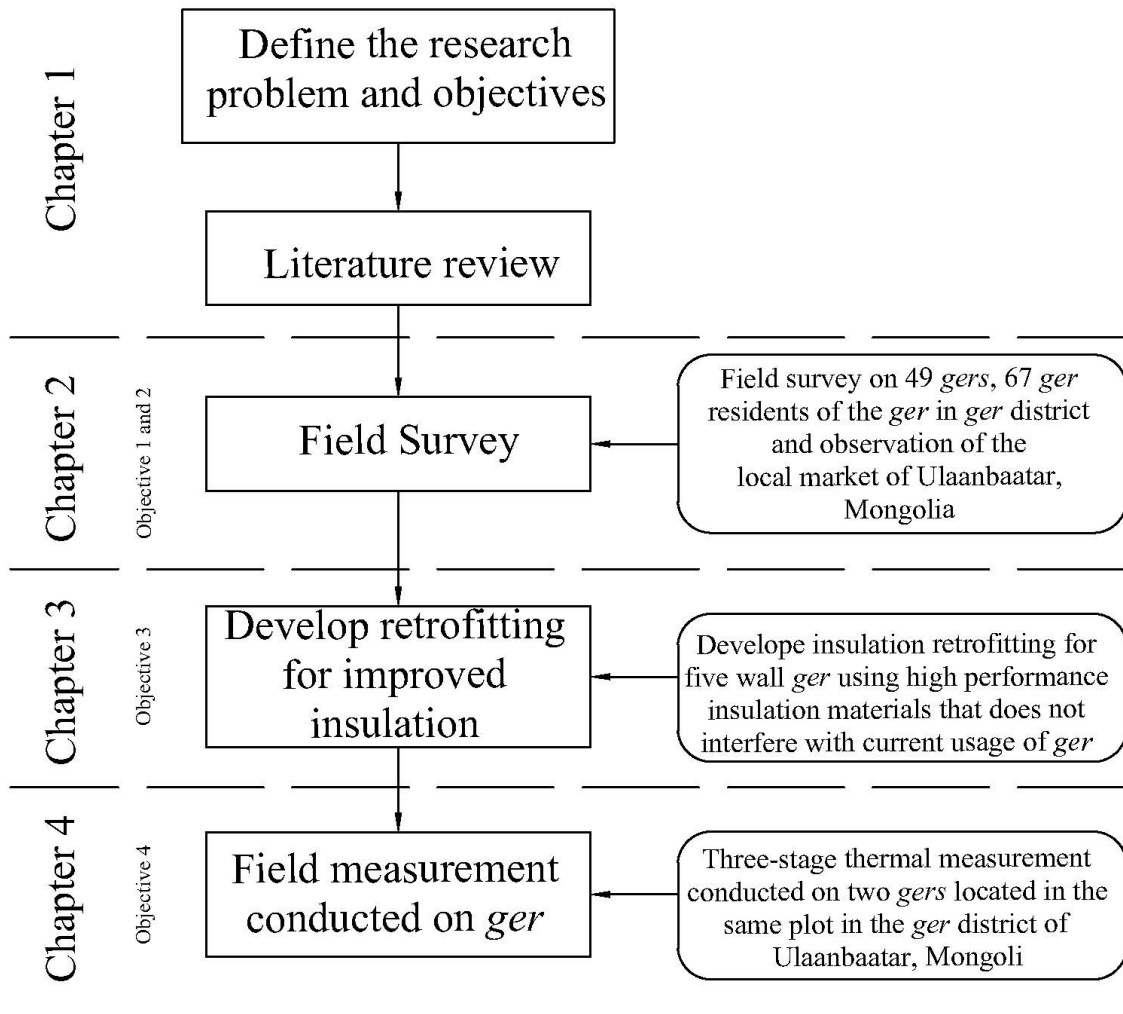 Chapter 1
Define the research
problem and objectives
Literature review
Chapter 2
Objective 1 and 2
Field Survey
Field survey on 49 gers, 67 ger
residents of the ger in ger district
and observation of the
local market of Ulaanbaatar,
Mongolia
Chapter 3
Objective 3
Develop retrofitting
for improved
insulation
Develope insulation retrofitting for
five wall ger using high performance
insulation materials that does not
interfere with current usage of ger
Chapter 4
Objective 4
Field measurement
conducted on ger
Three-stage thermal measurement
conducted on two gers located in the
same plot in the ger district of
Ulaanbaatar, Mongoli